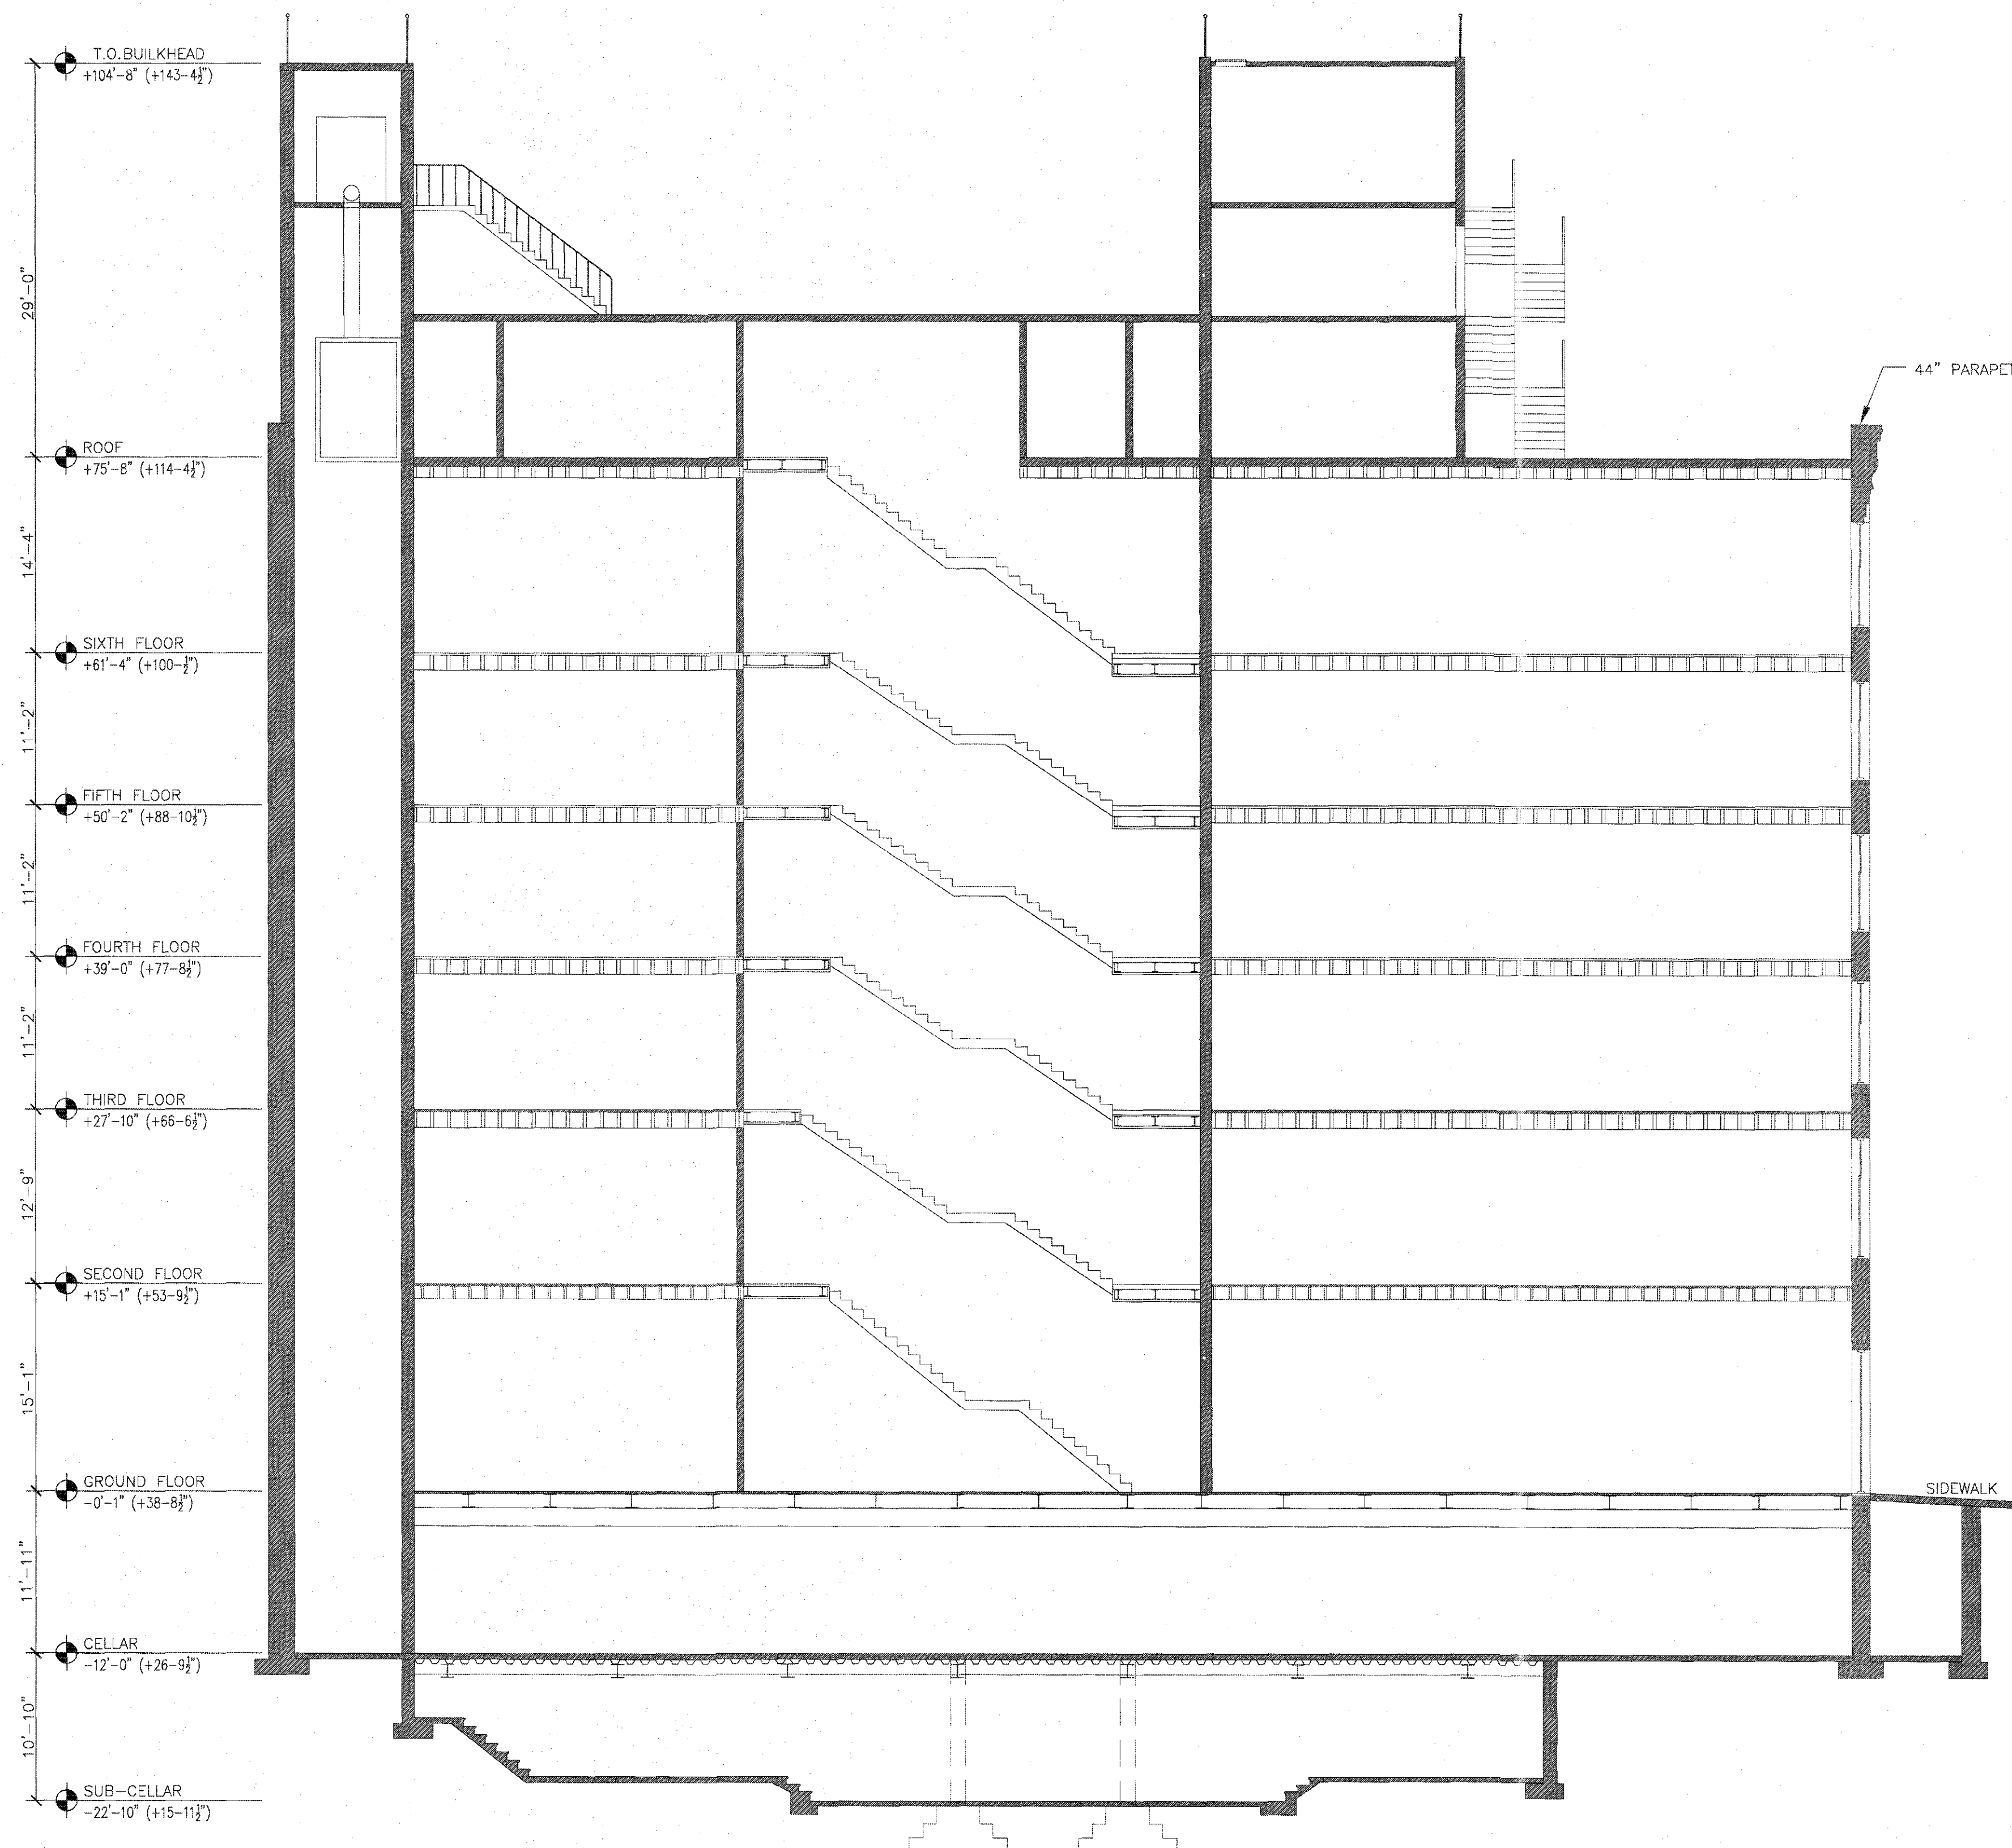 T.O.BUILKHEAD
+104'-8" (+143-4½")
29'-0"
44" PARAPET
ROOF
+75'-8" (+114-4½")
14'-4"
SIXTH FLOOR
+61'-4" (+100-½")
11'-2"
FIFTH FLOOR
+50'-2" (+88-10½")
11'-2"
FOURTH FLOOR
+39'-0" (+77-8½")
11'-2"
THIRD FLOOR
+27'-10" (+66-6½")
12'-9"
SECOND FLOOR
+15'-1" (+53-9½")
15'-1"
GROUND FLOOR
-0'-1" (+38-8½")
SIDEWALK
11'-11"
CELLAR
-12'-0" (+26-9½")
10'-10"
SUB-CELLAR
-22'-10" (+15-11½")